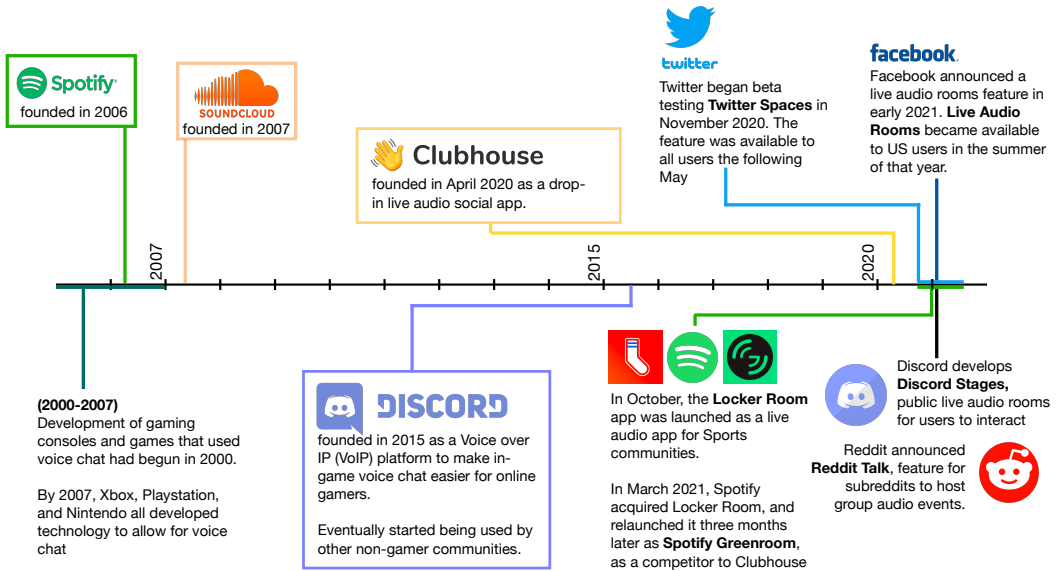 Spotify
founded in 2006
SOUNDCLOUD
founded in 2007
Clubhouse
founded in April 2020 as a drop-
in live audio social app.
twitter
Twitter began beta
testing Twitter Spaces in
November 2020. The
feature was available to
all users the following
May
facebook.
Facebook announced a
live audio rooms feature in
early 2021. Live Audio
Rooms became available
to US users in the summer
of that year.
2007
2015
2020
(2000-2007)
Development of gaming
consoles and games that used
voice chat had begun in 2000.
By 2007, Xbox, Playstation,
and Nintendo all developed
technology to allow for voice
chat
DISCORD
founded in 2015 as a Voice over
IP (VoIP) platform to make in-
game voice chat easier for online
gamers.
Eventually started being used by
other non-gamer communities.
In October, the Locker Room
app was launched as a live
audio app for Sports
communities.
In March 2021, Spotify
acquired Locker Room, and
relaunched it three months
later as Spotify Greenroom,
as a competitor to Clubhouse
Discord develops
Discord Stages,
public live audio rooms
for users to interact
Reddit announced
Reddit Talk, feature for
subreddits to host
group audio events.